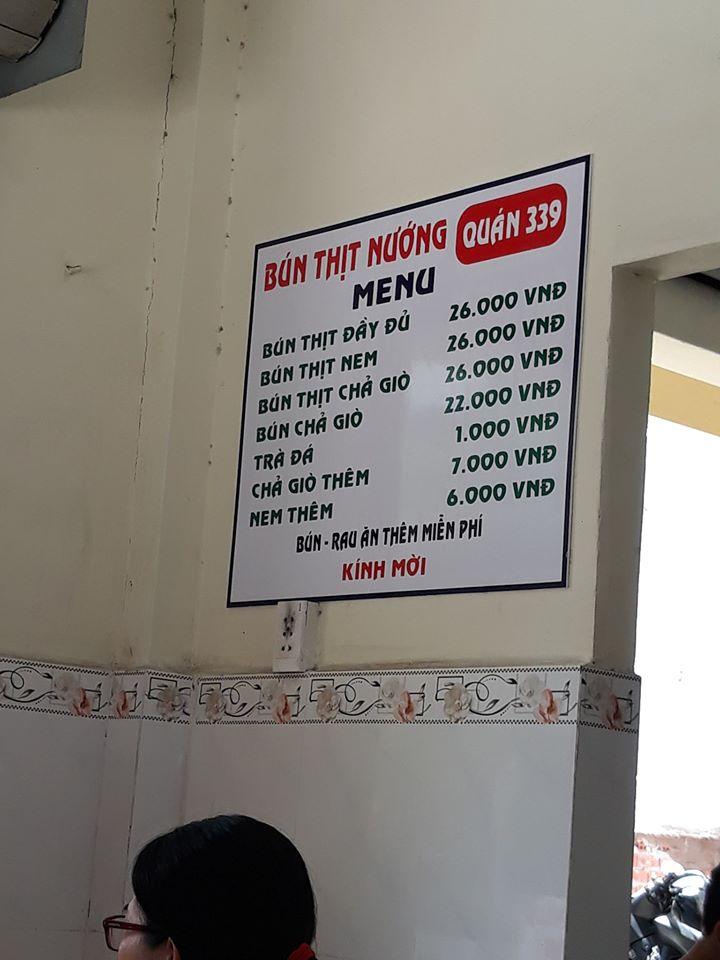 BÚN THỊT NƯỚNG QUÁN 339
MENU
BÚN THỊT ĐẦY ĐỦ 26.000 VNĐ
BÚN THỊT NEM 26.000 VNĐ
BÚN THỊT CHẢ GIÒ 26.000 VNĐ
BÚN CHẢ GIÒ 22.000 VNĐ
TRÀ ĐÁ 1.000 VNĐ
CHẢ GIÒ THÊM 7.000 VNĐ
NEM THÊM 6.000 VNĐ
BÚN - RAU ĂN THÊM MIỄN PHÍ
KÍNH MỜI